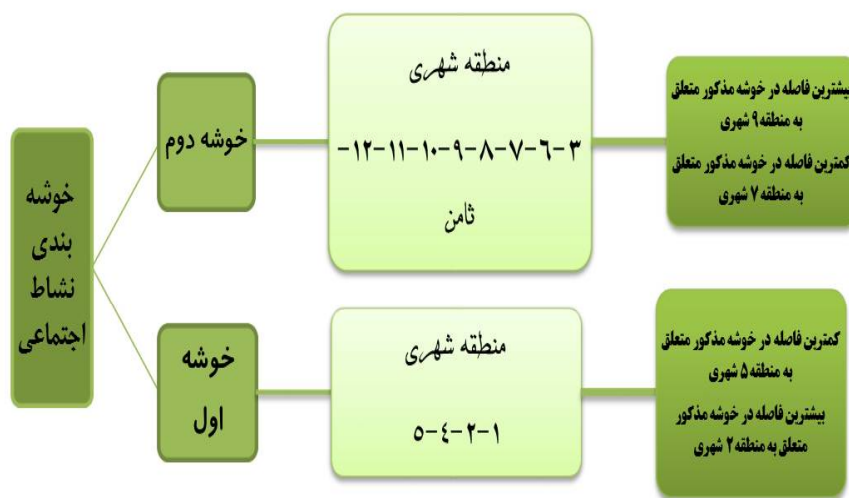 خوشه
بندی
نشاط
اجتماعی
خوشه دوم
منطقه شهری
۳-۶-۷-۸-۹-۱۰-۱۱-۱۲-
ثامن
بیشترین فاصله در خوشه مذکور متعلق
به منطقه ۹ شهری
کمترین فاصله در خوشه مذکور متعلق
به منطقه ۷ شهری
خوشه
اول
منطقه شهری
۱-۲-٤-۵
کمترین فاصله در خوشه مذکور متعلق
به منطقه ۵ شهری
بیشترین فاصله در خوشه مذکور
متعلق به منطقه ۲ شهری